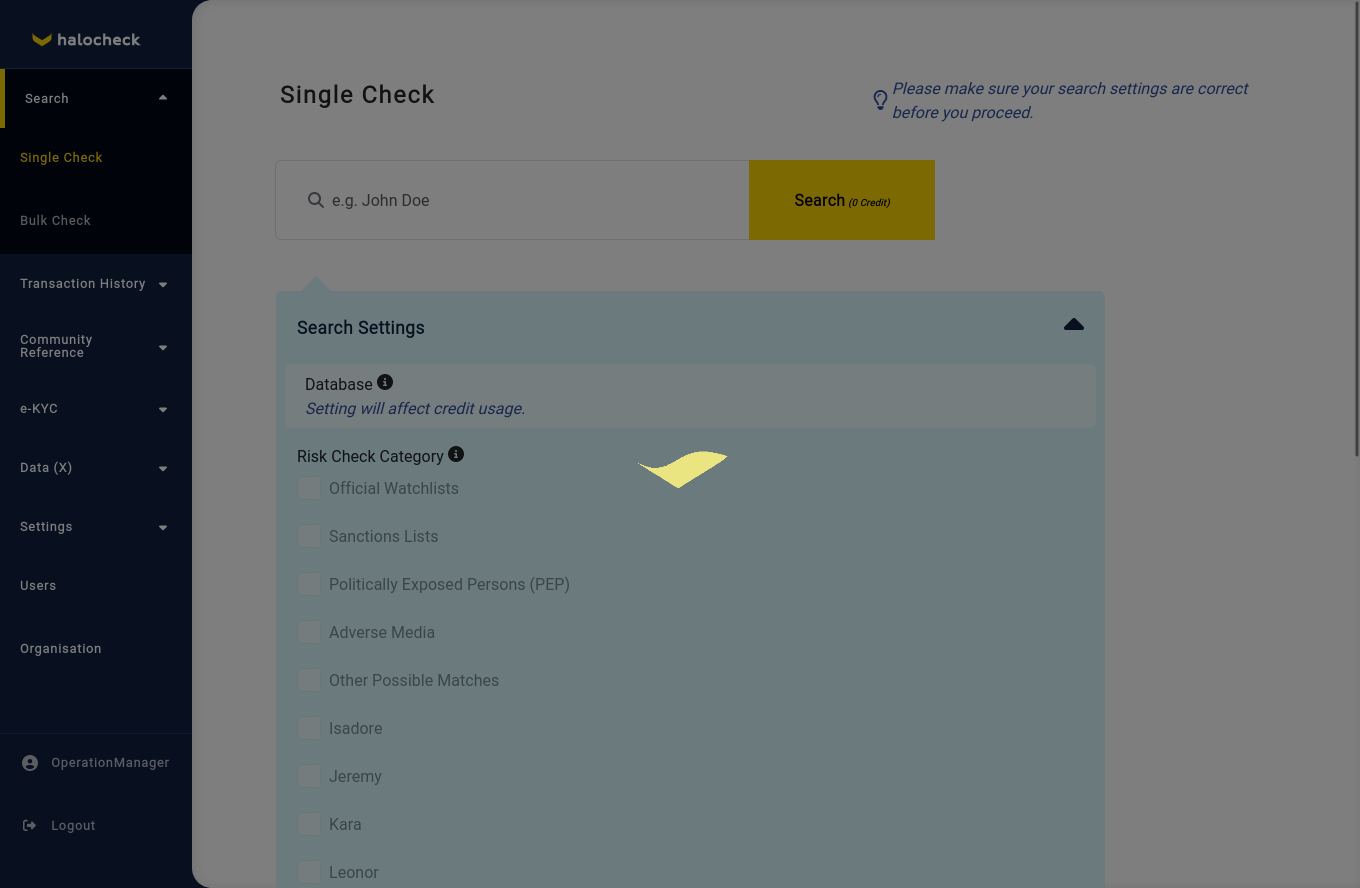 halocheck
Search
Single Check
Bulk Check
Transaction History
Community
Reference
e-KYC
Data (X)
Settings
Users
Organisation
OperationManager
Logout
Single Check
Please make sure your search settings are correct
before you proceed.
e.g. John Doe
Search (0 Credit)
Search Settings
Database
Setting will affect credit usage.
Risk Check Category
Official Watchlists
Sanctions Lists
Politically Exposed Persons (PEP)
Adverse Media
Other Possible Matches
Isadore
Jeremy
Kara
Leonor